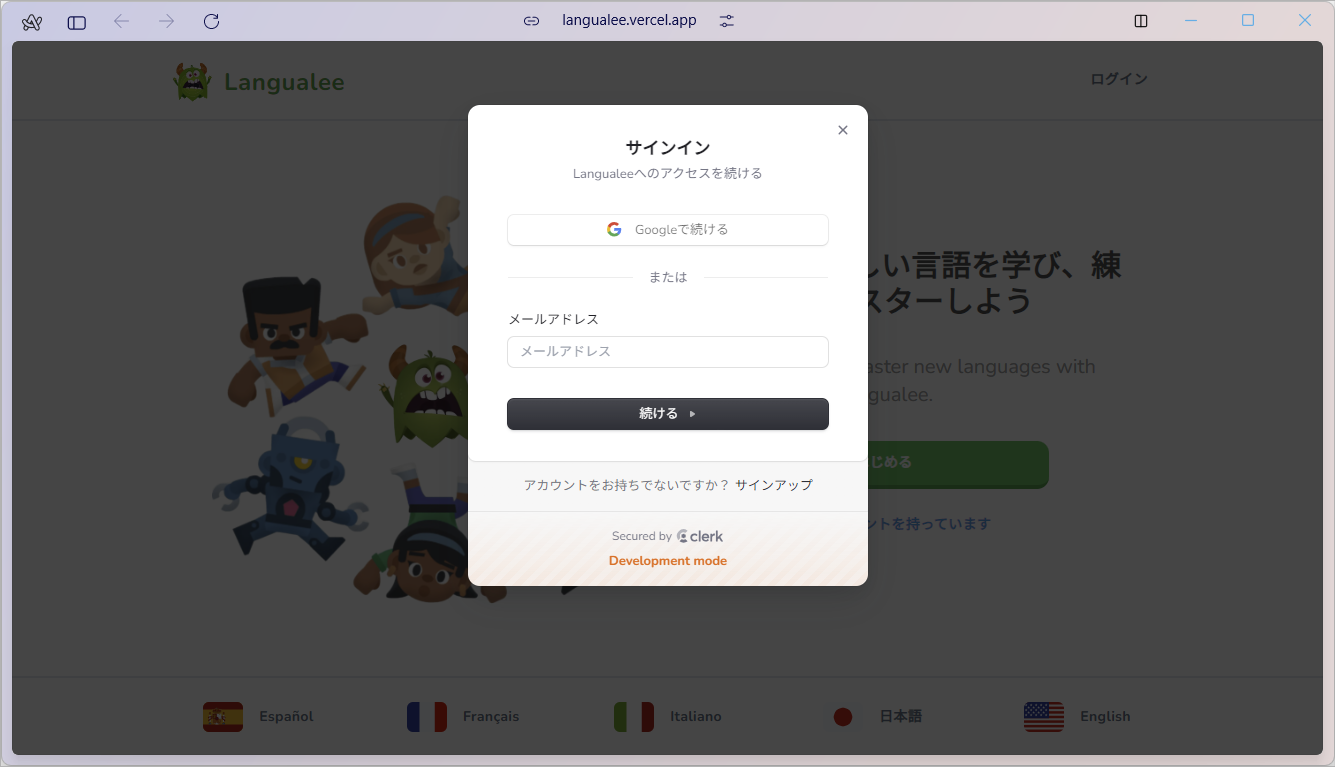 langualee.vercel.app
Langualee
ログイン
サインイン
Langualeeへのアクセスを続ける
Googleで続ける
または
メールアドレス
メールアドレス
続ける
アカウントをお持ちでないですか？ サインアップ
Secured by clerk
Development mode
しい言語を学び、練
スターしよう
aster new languages with
gualee.
じめる
ントを持っています
Español
Français
Italiano
日本語
English